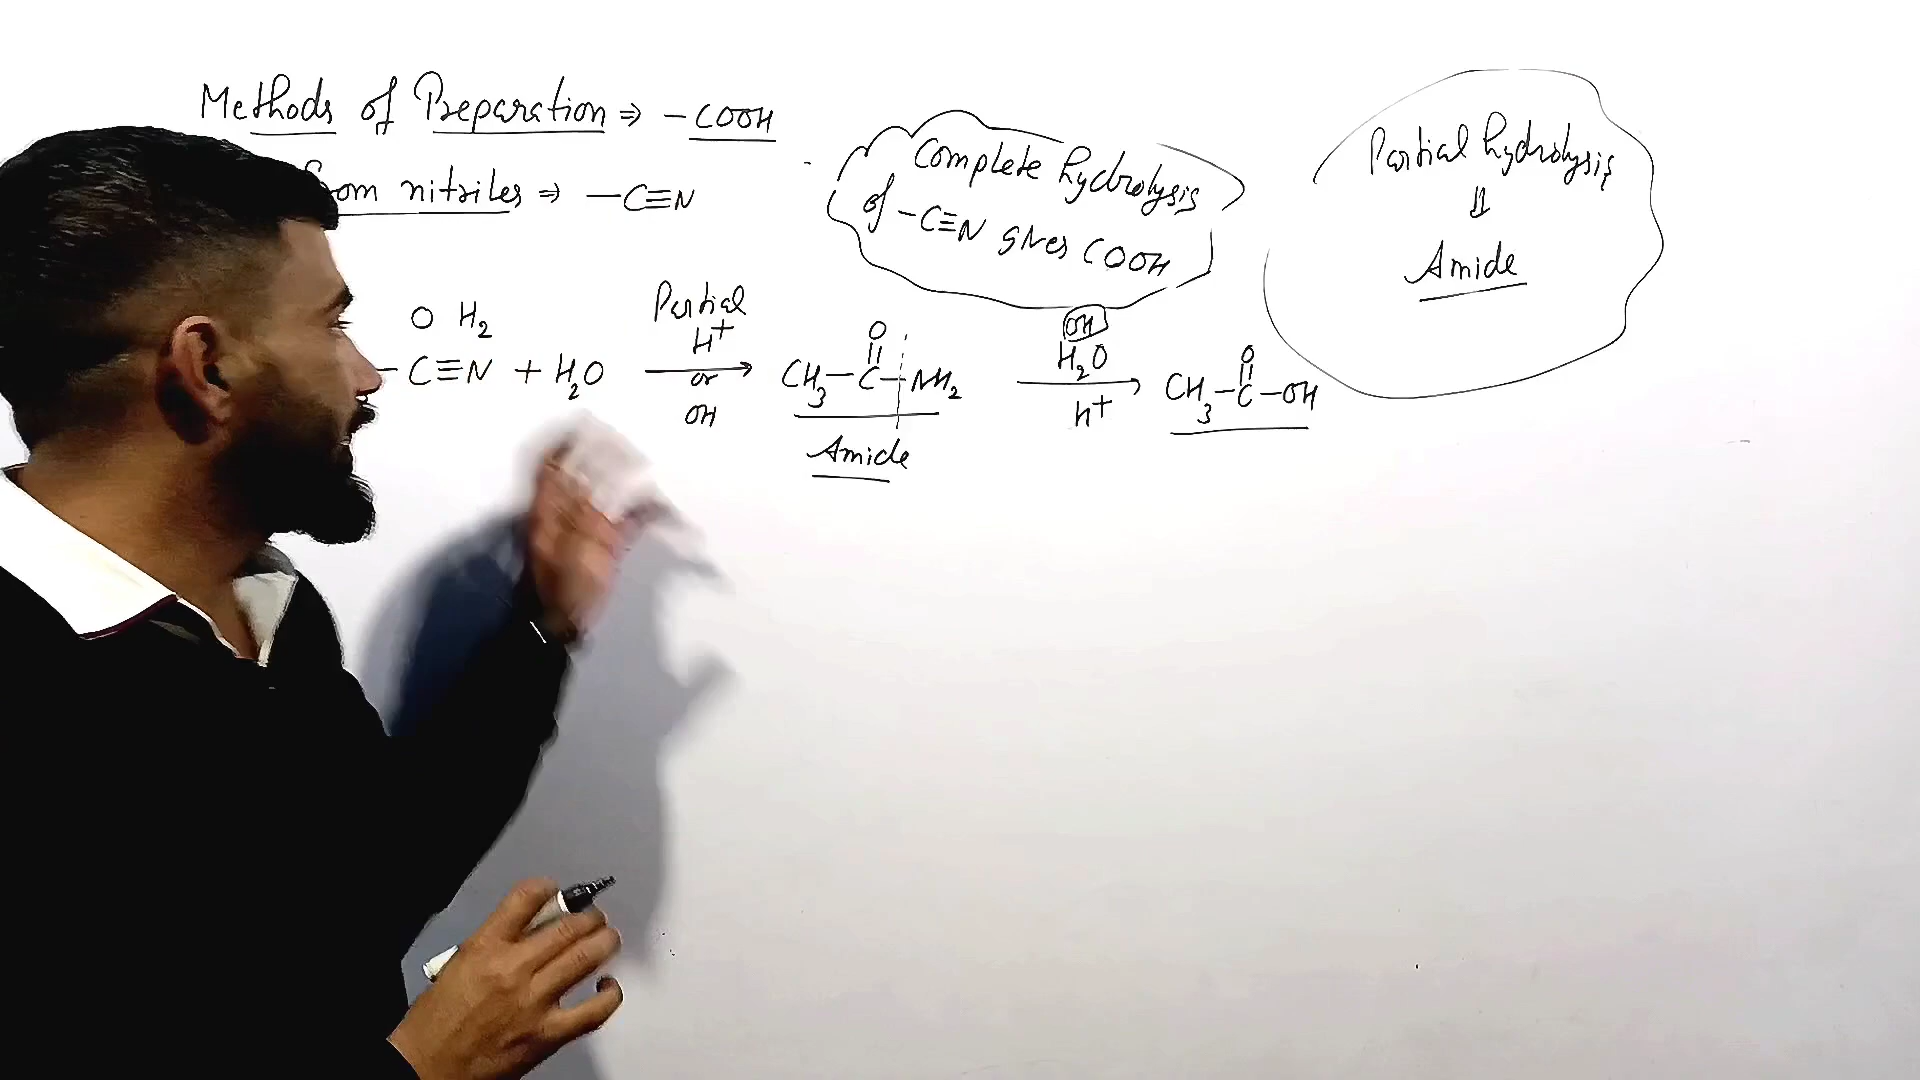 Methods of Preparation ⇒ -COOH
from nitriles ⇒ -C≡N
Complete hydrolysis
of -C≡N gives COOH
Partial hydrolysis
⇓
Amide
O H₂
-C≡N + H₂O
Partial
H⁺
or
OH
O
||
CH₃-C-NH₂
Amide
OH
H₂O
H⁺
O
||
CH₃-C-OH